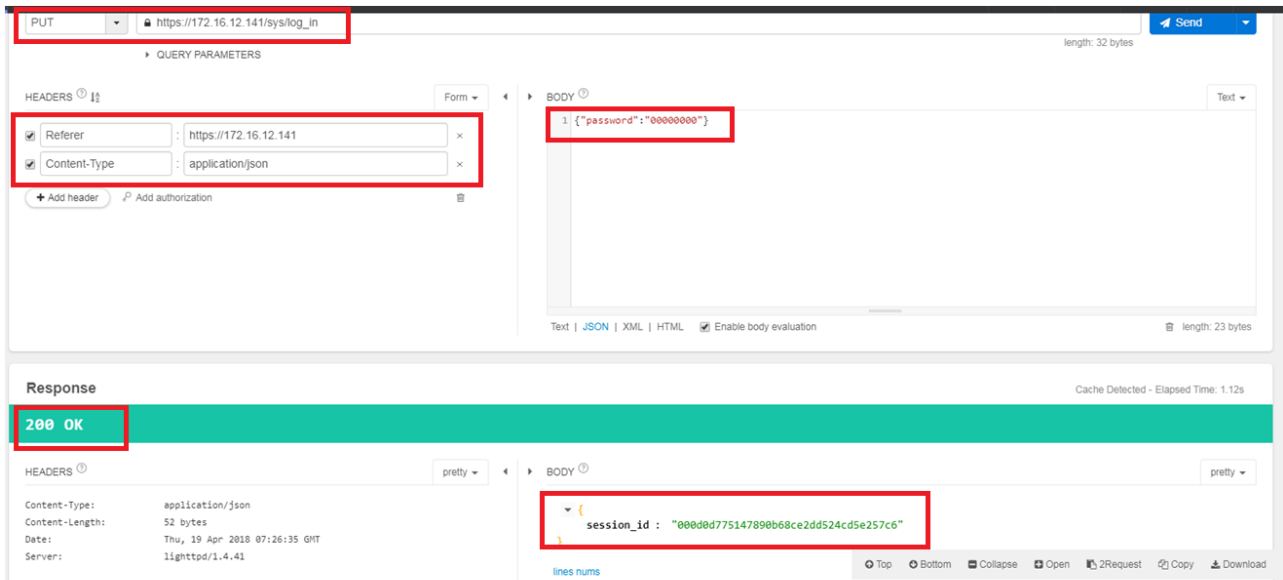 PUT https://172.16.12.141/sys/log_in Send
length: 32 bytes
QUERY PARAMETERS
HEADERS Form BODY Text
Referer : https://172.16.12.141 ×
Content-Type : application/json ×
+ Add header Add authorization
1 {"password":"00000000"}
Text | JSON | XML | HTML Enable body evaluation length: 23 bytes
Response Cache Detected - Elapsed Time: 1.12s
200 OK
HEADERS pretty BODY pretty
Content-Type: application/json
Content-Length: 52 bytes
Date: Thu, 19 Apr 2018 07:26:35 GMT
Server: lighttpd/1.4.41
{
session_id : "000d0d775147890b68ce2dd524cd5e257c6"
}
lines nums
Top Bottom Collapse Open 2Request Copy Download